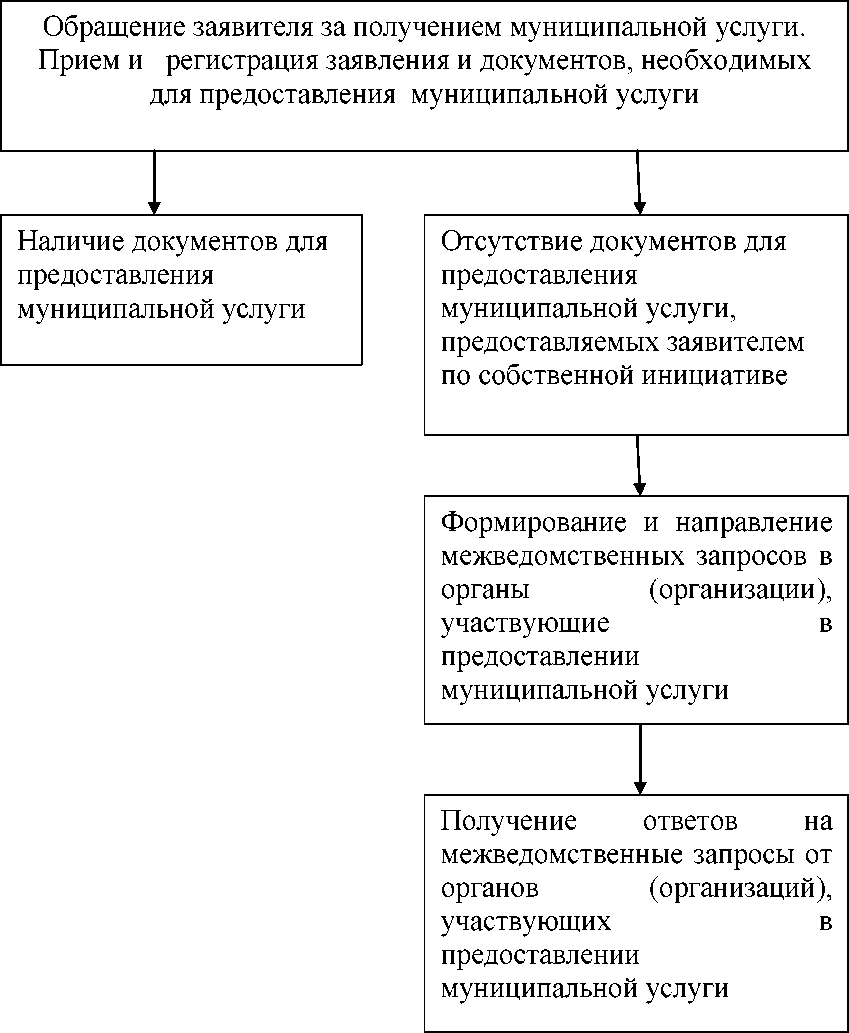 Обращение заявителя за получением муниципальной услуги.
Прием и регистрация заявления и документов, необходимых
для предоставления муниципальной услуги
Наличие документов для
предоставления
муниципальной услуги
Отсутствие документов для
предоставления
муниципальной услуги,
предоставляемых заявителем
по собственной инициативе
Формирование и направление
межведомственных запросов в
органы (организации),
участвующие в
предоставлении
муниципальной услуги
Получение ответов на
межведомственные запросы от
органов (организаций),
участвующих в
предоставлении
муниципальной услуги